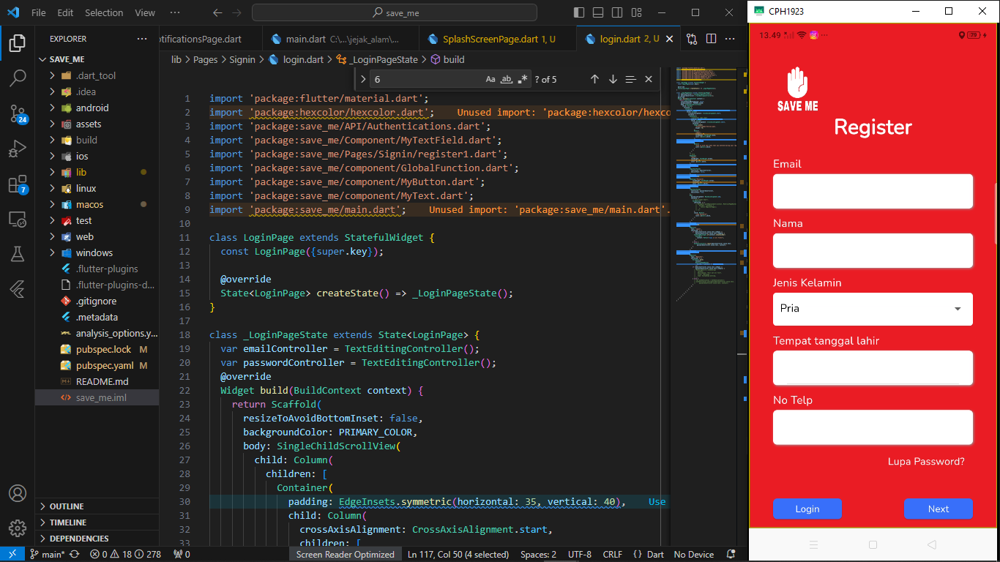 File Edit Selection View ··· save_me
EXPLORER ···
SAVE_ME
.dart_tool
.idea
android
assets
build
ios
lib
linux
macos
test
web
windows
.flutter-plugins
.flutter-plugins-d...
.gitignore
.metadata
analysis_options.y...
pubspec.lock M
pubspec.yaml M
README.md
save_me.iml
OUTLINE
TIMELINE
DEPENDENCIES
24
7
otificationsPage.dart main.dart C:\...\jejak_alam\... SplashScreenPage.dart 1, U login.dart 2, U
lib > Pages > Signin > login.dart > _LoginPageState > build
6 Aa ab .* ? of 5
1 import 'package:flutter/material.dart';
2 import 'package:hexcolor/hexcolor.dart'; Unused import: 'package:hexcolor/hexco
3 import 'package:save_me/API/Authentications.dart';
4 import 'package:save_me/Component/MyTextField.dart';
5 import 'package:save_me/Pages/Signin/register1.dart';
6 import 'package:save_me/component/GlobalFunction.dart';
7 import 'package:save_me/component/MyButton.dart';
8 import 'package:save_me/component/MyText.dart';
9 import 'package:save_me/main.dart'; Unused import: 'package:save_me/main.dart'.
10
11 class LoginPage extends StatefulWidget {
12 const LoginPage({super.key});
13
14 @override
15 State<LoginPage> createState() => _LoginPageState();
16 }
17
18 class _LoginPageState extends State<LoginPage> {
19 var emailController = TextEditingController();
20 var passwordController = TextEditingController();
21 @override
22 Widget build(BuildContext context) {
23 return Scaffold(
24 resizeToAvoidBottomInset: false,
25 backgroundColor: PRIMARY_COLOR,
26 body: SingleChildScrollView(
27 child: Column(
28 children: [
29 Container(
30 padding: EdgeInsets.symmetric(horizontal: 35, vertical: 40), Use
31 child: Column(
32 crossAxisAlignment: CrossAxisAlignment.start,
33 children: [
main* 0 18 278 0 Screen Reader Optimized Ln 117, Col 50 (4 selected) Spaces: 2 UTF-8 CRLF {} Dart No Device
CPH1923
13.49 ··· 79
SAVE ME
Register
Email
Nama
Jenis Kelamin
Pria
Tempat tanggal lahir
No Telp
Lupa Password?
Login Next